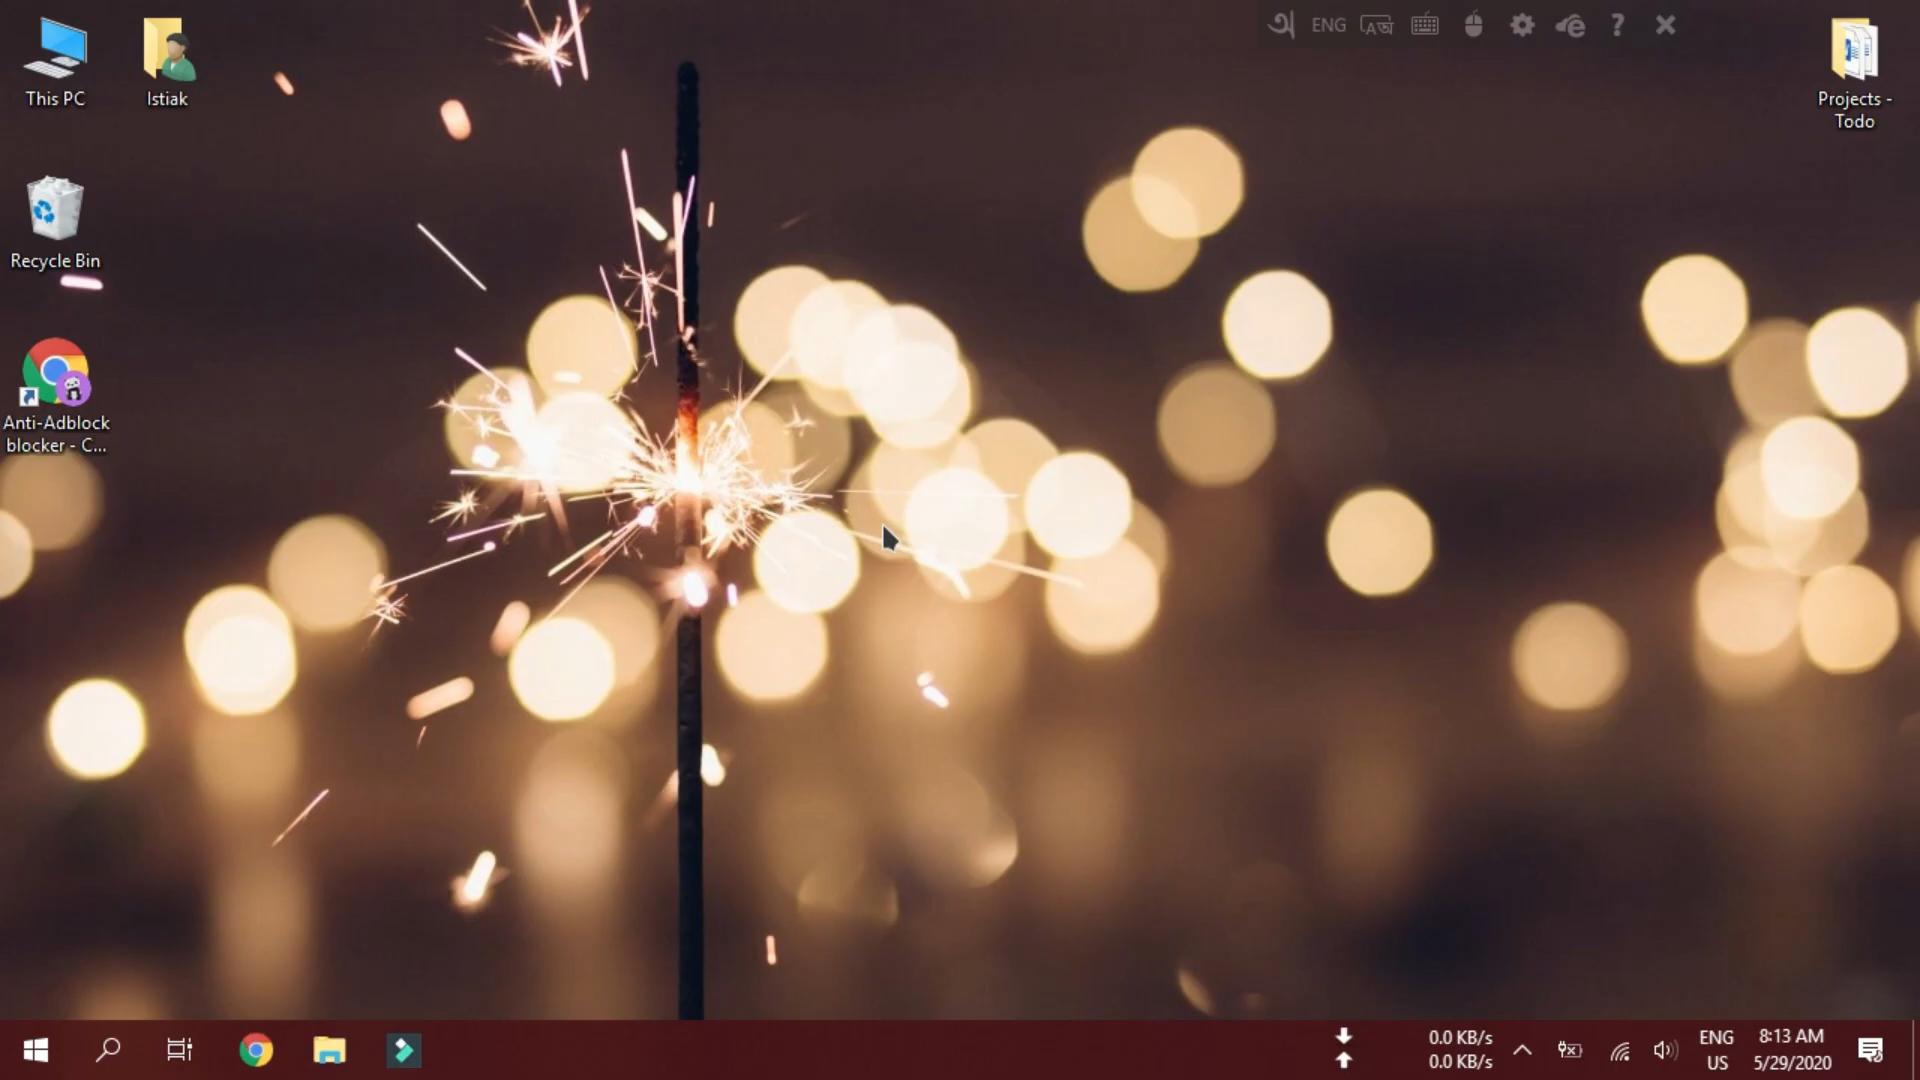 অ ENG
This PC
Istiak
Projects -
Todo
Recycle Bin
Anti-Adblock
blocker - C...
0.0 KB/s
0.0 KB/s
ENG
US
8:13 AM
5/29/2020